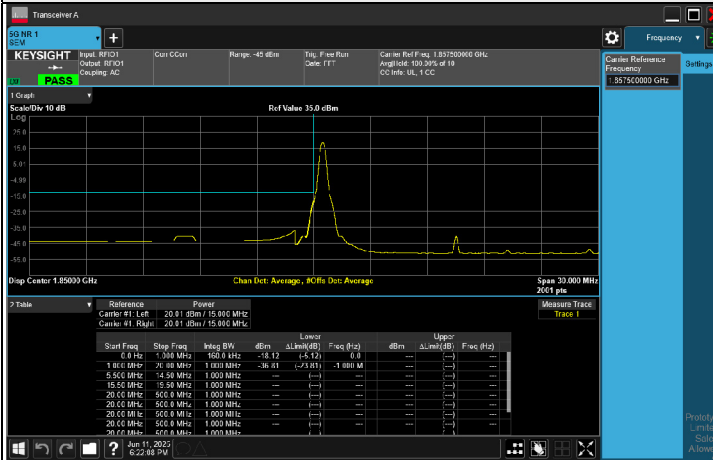 Transceiver A
5G NR 1
SEM
KEYSIGHT
PASS
Input: RFIO1
Output: RFIO1
Coupling: AC
Corr CCorr
Range: -45 dBm
Trig: Free Run
Gate: FFT
Carrier Ref Freq: 1.857500000 GHz
Avg|Hold: 100.00% of 10
CC Info: UL, 1 CC
Frequency
Carrier Reference
Frequency
1.857500000 GHz
Settings
1 Graph
Scale/Div 10 dB
Ref Value 35.0 dBm
Log
25.0
15.0
5.01
-4.99
-15.0
-25.0
-35.0
-45.0
-55.0
Disp Center 1.85000 GHz
Chan Det: Average, #Offs Det: Average
Span 30.000 MHz
2001 pts
2 Table
Reference Power
Carrier #1: Left 20.01 dBm / 15.000 MHz
Carrier #1: Right 20.01 dBm / 15.000 MHz
Measure Trace
Trace 1
Lower Upper
Start Freq Stop Freq Integ BW dBm ΔLimit(dB) Freq (Hz) dBm ΔLimit(dB) Freq (Hz)
0.0 Hz 1.000 MHz 160.0 kHz -18.12 (-5.12) 0.0 --- (---) ---
1.000 MHz 20.00 MHz 1.000 MHz -36.81 (-23.81) -1.000 M --- (---) ---
5.500 MHz 14.50 MHz 1.000 MHz --- (---) --- --- (---) ---
15.50 MHz 19.50 MHz 1.000 MHz --- (---) --- --- (---) ---
20.00 MHz 500.0 MHz 1.000 MHz --- (---) --- --- (---) ---
20.00 MHz 500.0 MHz 1.000 MHz --- (---) --- --- (---) ---
20.00 MHz 500.0 MHz 1.000 MHz --- (---) --- --- (---) ---
20.00 MHz 500.0 MHz 1.000 MHz --- (---) --- --- (---) ---
Prototy
Limite
Sale
Allowe
Jun 11, 2025
6:22:08 PM